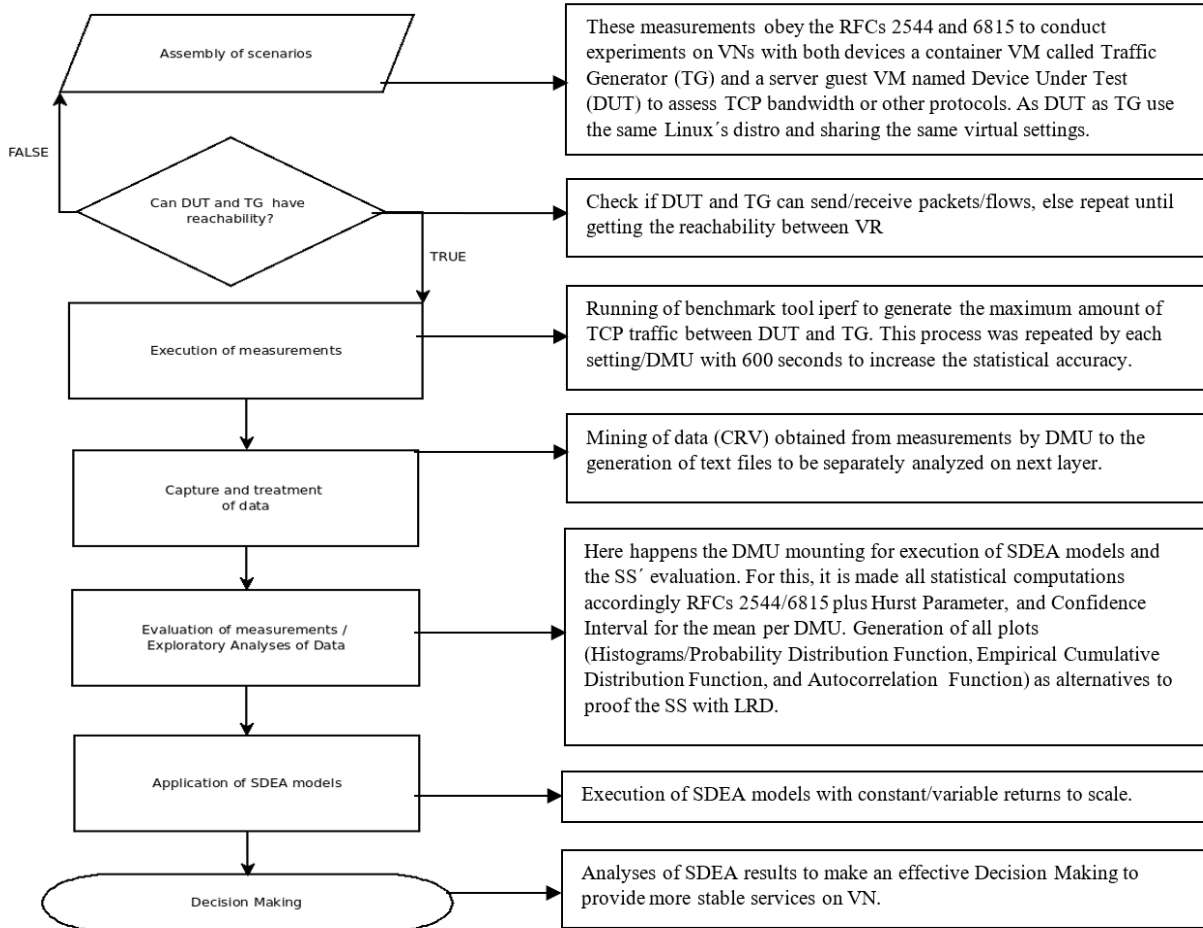 Assembly of scenarios
These measurements obey the RFCs 2544 and 6815 to conduct
experiments on VNs with both devices a container VM called Traffic
Generator (TG) and a server guest VM named Device Under Test
(DUT) to assess TCP bandwidth or other protocols. As DUT as TG use
the same Linux´s distro and sharing the same virtual settings.
FALSE
Can DUT and TG have
reachability?
Check if DUT and TG can send/receive packets/flows, else repeat until
getting the reachability between VR
TRUE
Execution of measurements
Running of benchmark tool iperf to generate the maximum amount of
TCP traffic between DUT and TG. This process was repeated by each
setting/DMU with 600 seconds to increase the statistical accuracy.
Capture and treatment
of data
Mining of data (CRV) obtained from measurements by DMU to the
generation of text files to be separately analyzed on next layer.
Evaluation of measurements /
Exploratory Analyses of Data
Here happens the DMU mounting for execution of SDEA models and
the SS´ evaluation. For this, it is made all statistical computations
accordingly RFCs 2544/6815 plus Hurst Parameter, and Confidence
Interval for the mean per DMU. Generation of all plots
(Histograms/Probability Distribution Function, Empirical Cumulative
Distribution Function, and Autocorrelation Function) as alternatives to
proof the SS with LRD.
Application of SDEA models
Execution of SDEA models with constant/variable returns to scale.
Decision Making
Analyses of SDEA results to make an effective Decision Making to
provide more stable services on VN.